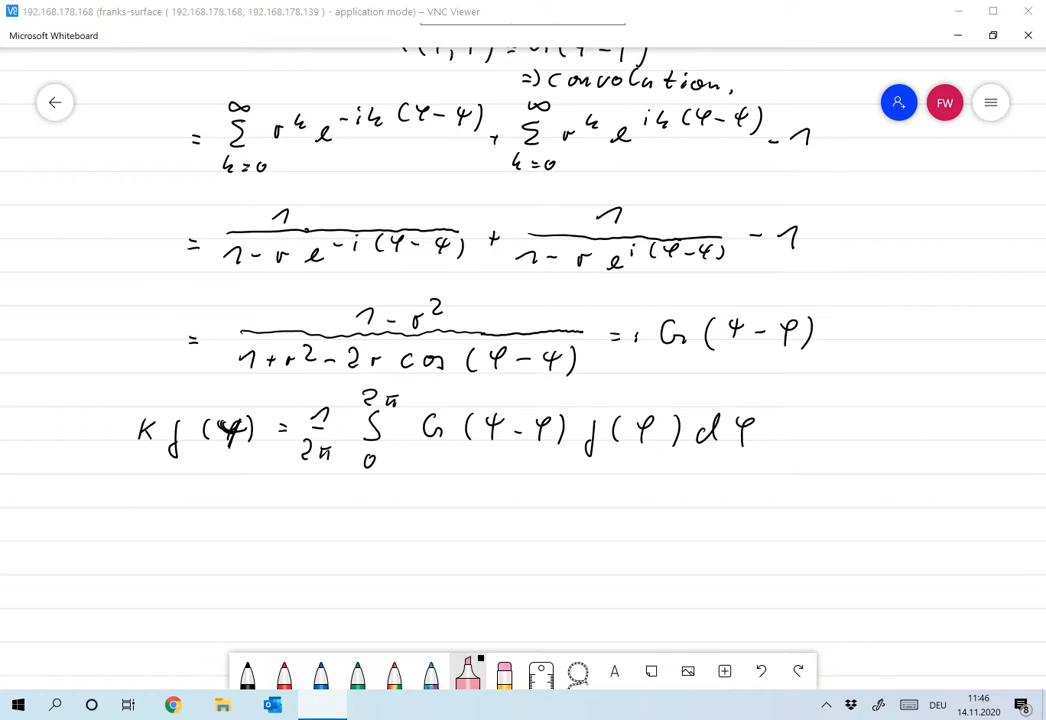 192.168.178.168 (franks-surface ( 192.168.178.168, 192.168.178.139 ) - application mode) – VNC Viewer
Microsoft Whiteboard
=) convolution,
= ∑_{k=0}^{∞} r^k e^{-ik(φ-ψ)} + ∑_{k=0}^{∞} r^k e^{ik(φ-ψ)} - 1
= 1/(1 - r e^{-i(φ-ψ)}) + 1/(1 - r e^{i(φ-ψ)}) - 1
= (1 - r^2)/(1 + r^2 - 2r cos(φ-ψ)) =: G(ψ-φ)
K f(ψ) = 1/2π ∫_0^{2π} G(ψ-φ) f(φ) dφ
FW
A
DEU
11:46
14.11.2020
8